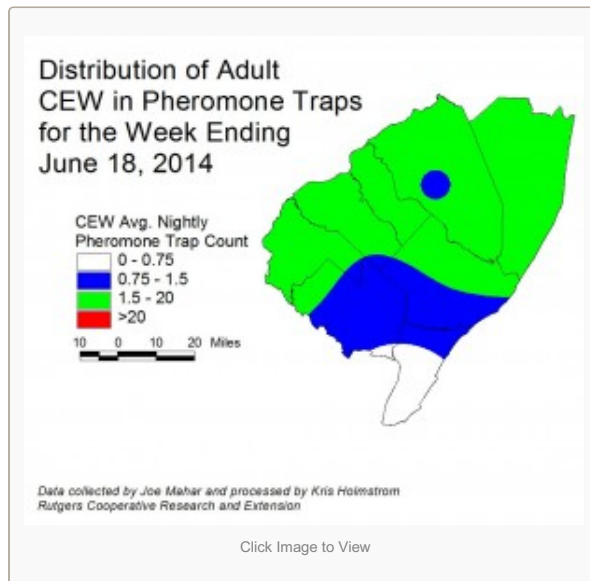 Distribution of Adult
CEW in Pheromone Traps
for the Week Ending
June 18, 2014
CEW Avg. Nightly
Pheromone Trap Count
0 - 0.75
0.75 - 1.5
1.5 - 20
>20
10 0 10 20 Miles
Data collected by Joe Mahar and processed by Kris Holmstrom
Rutgers Cooperative Research and Extension
Click Image to View